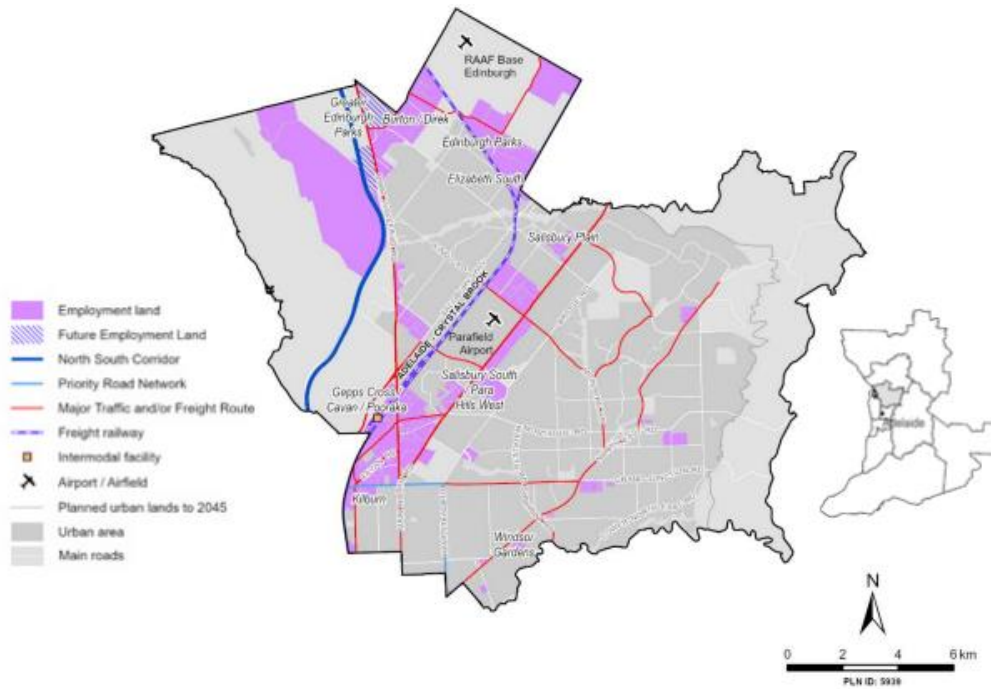 RAAF Base
Edinburgh
Greater
Edinburgh
Parks
Burton / Direk
Edinburgh Parks
Elizabeth South
Salisbury Plain
ADELAIDE - CRYSTAL BROOK
Parafield
Airport
Salisbury South
/ Para
Hills West
Gepps Cross
Cavan / Pooraka
Kilburn
Windsor
Gardens
Employment land
Future Employment Land
North South Corridor
Priority Road Network
Major Traffic and/or Freight Route
Freight railway
Intermodal facility
Airport / Airfield
Planned urban lands to 2045
Urban area
Main roads
Adelaide
N
0 2 4 6 km
PLN ID: 5939